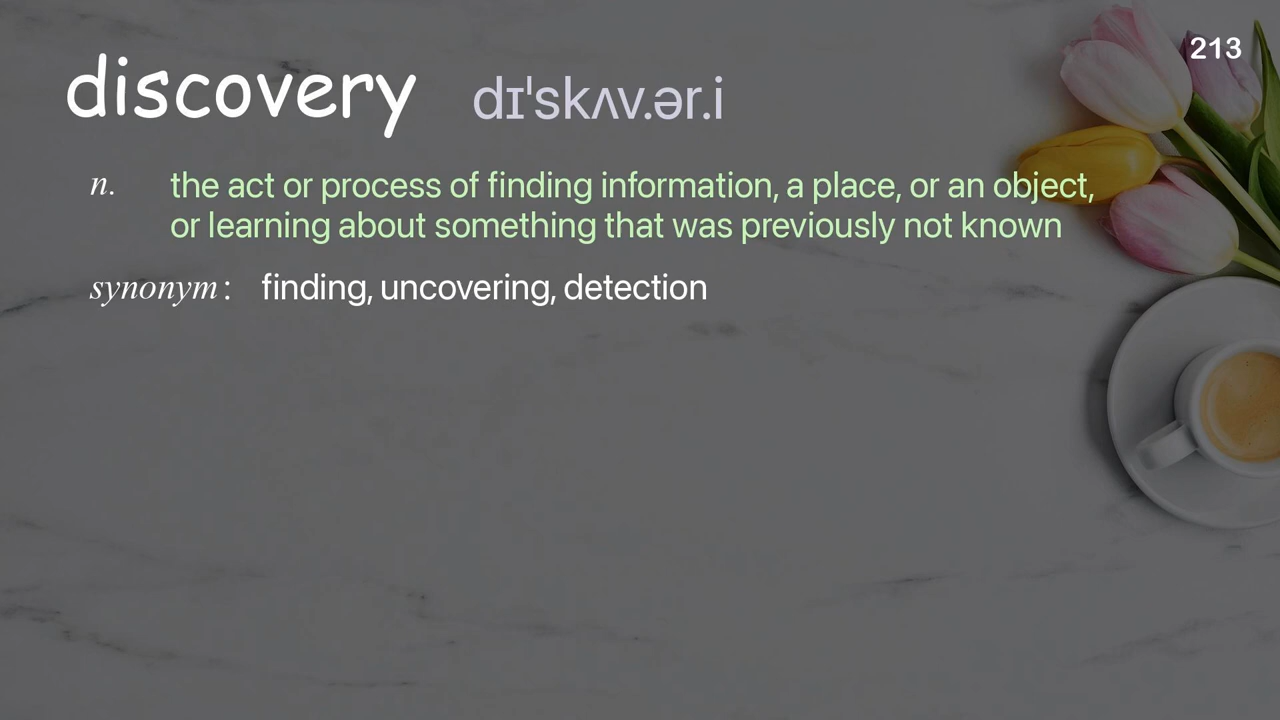 213
discovery dɪˈskʌv.ər.i
n. the act or process of finding information, a place, or an object,
or learning about something that was previously not known
synonym: finding, uncovering, detection